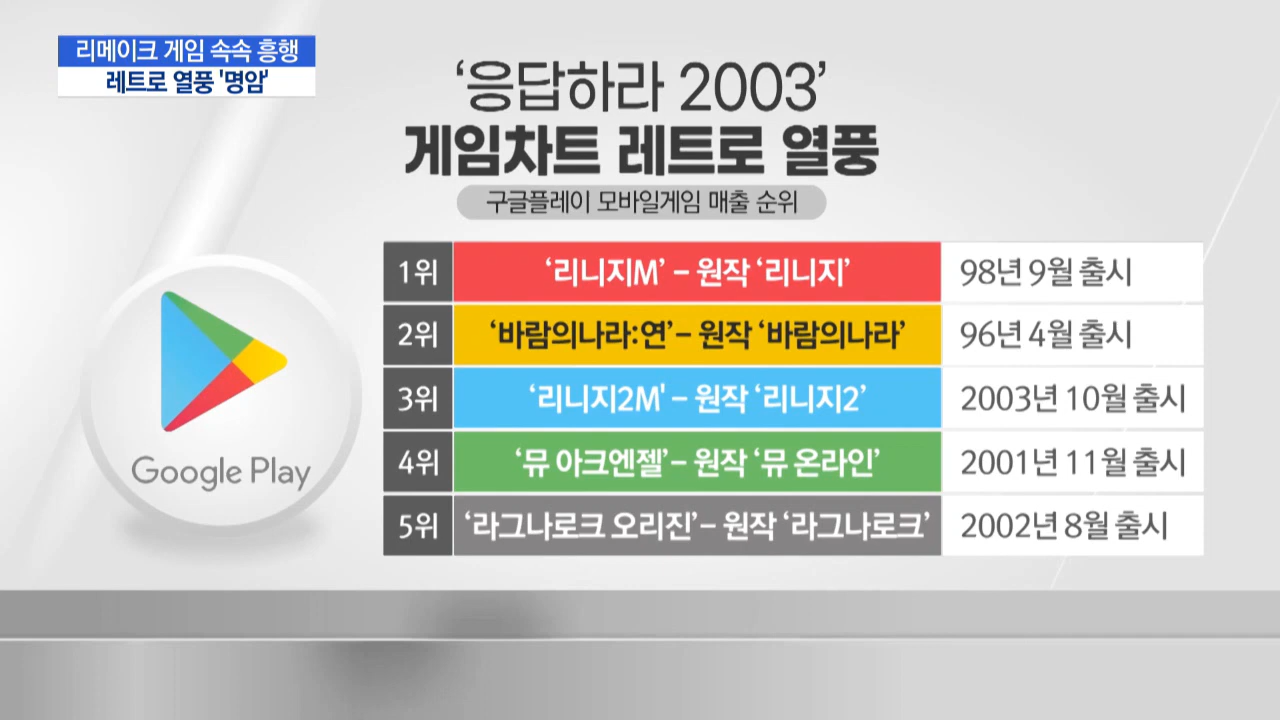 리메이크 게임 속속 흥행
레트로 열풍 '명암'
‘응답하라 2003’
게임차트 레트로 열풍
구글플레이 모바일게임 매출 순위
1위 ‘리니지M’ – 원작 ‘리니지’ 98년 9월 출시
2위 ‘바람의나라:연’– 원작 ‘바람의나라’ 96년 4월 출시
3위 ‘리니지2M' – 원작 ‘리니지2’ 2003년 10월 출시
4위 ‘뮤 아크엔젤’– 원작 ‘뮤 온라인’ 2001년 11월 출시
5위 ‘라그나로크 오리진’– 원작 ‘라그나로크’ 2002년 8월 출시
Google Play